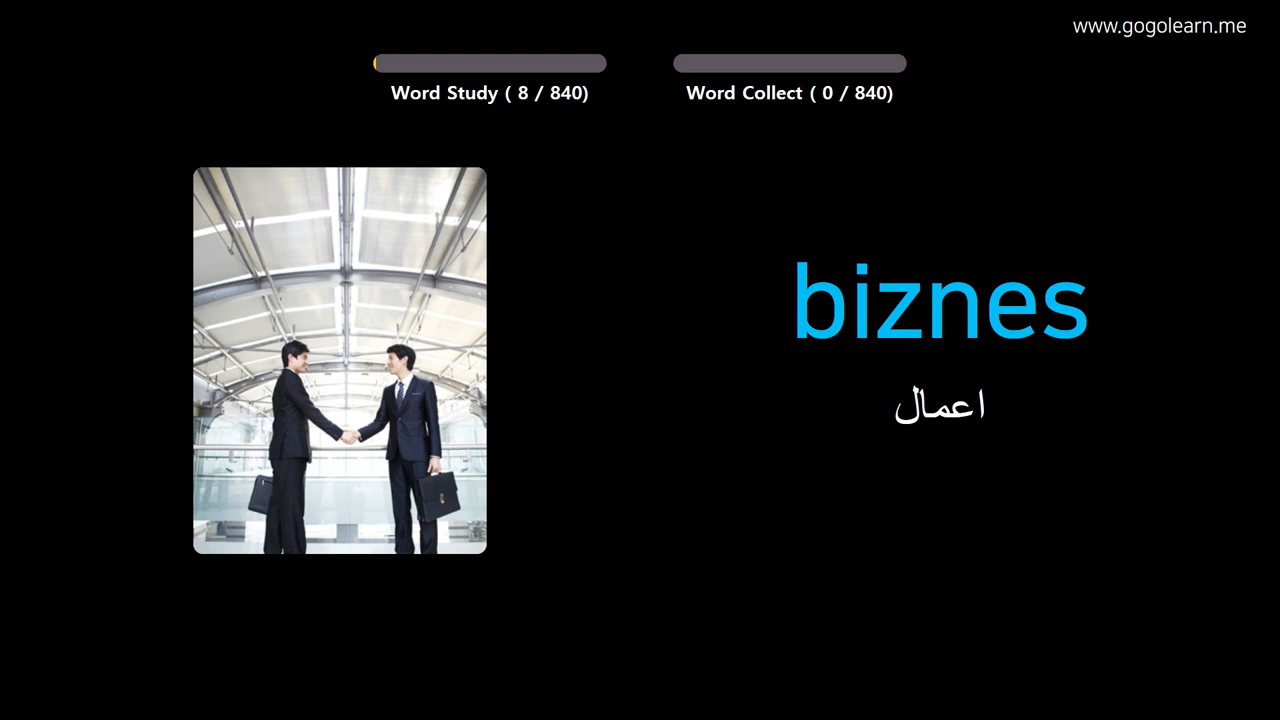 www.gogolearn.me
Word Study ( 8 / 840)
Word Collect ( 0 / 840)
biznes
اعمال